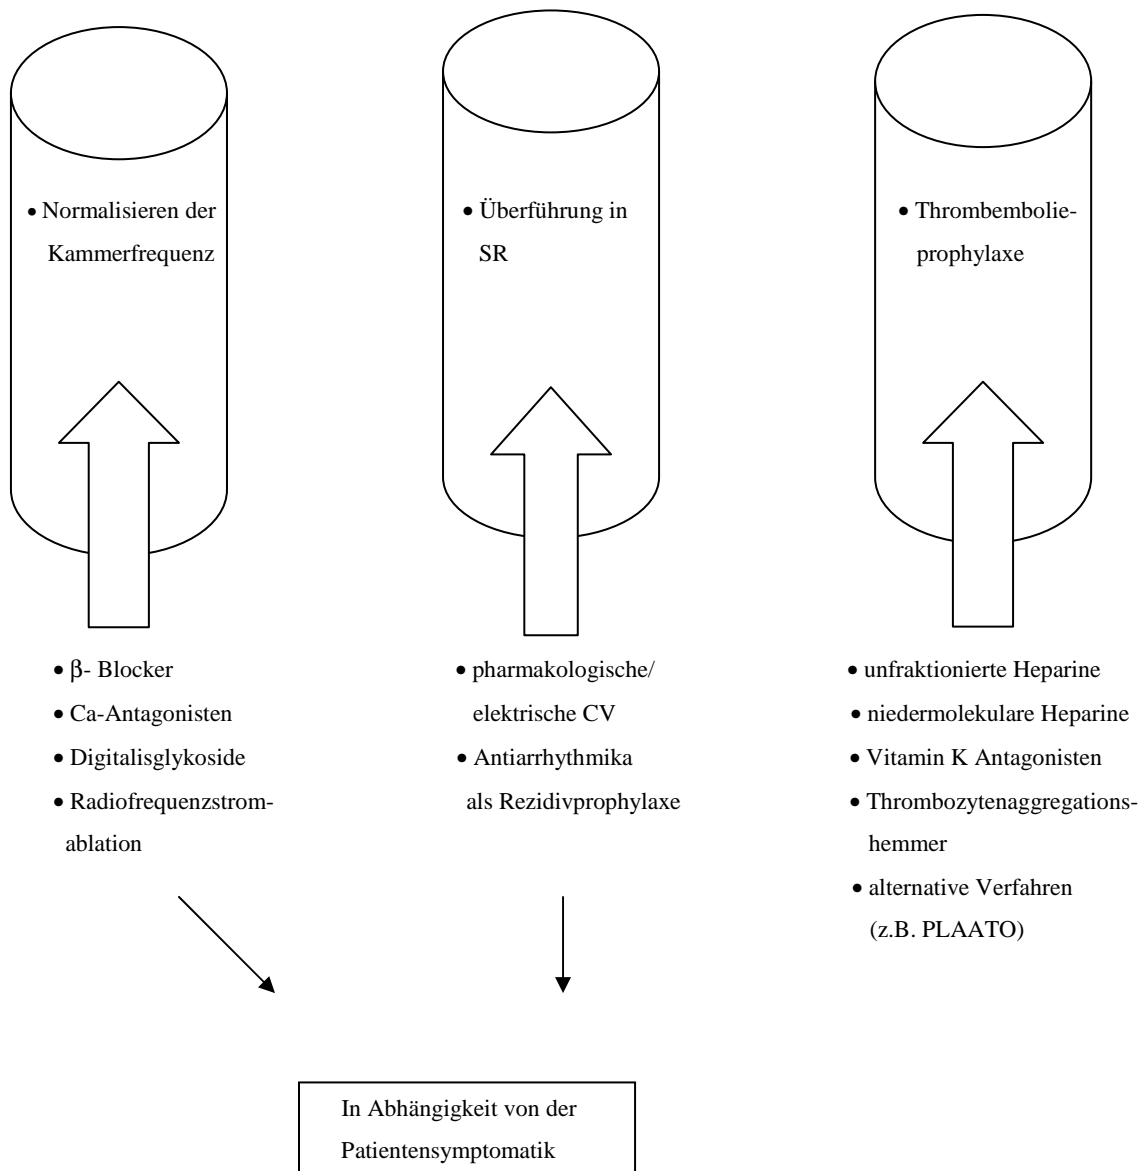 • Normalisieren der
Kammerfrequenz
• β- Blocker
• Ca-Antagonisten
• Digitalisglykoside
• Radiofrequenzstrom-
ablation
• Überführung in
SR
• pharmakologische/
elektrische CV
• Antiarrhythmika
als Rezidivprophylaxe
• Thrombembolie-
prophylaxe
• unfraktionierte Heparine
• niedermolekulare Heparine
• Vitamin K Antagonisten
• Thrombozytenaggregations-
hemmer
• alternative Verfahren
(z.B. PLAATO)
In Abhängigkeit von der
Patientensymptomatik